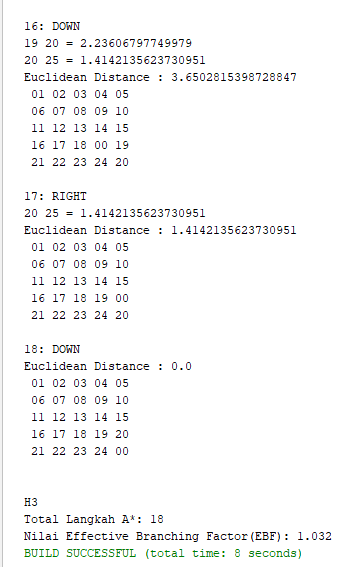 16: DOWN
19 20 = 2.23606797749979
20 25 = 1.4142135623730951
Euclidean Distance : 3.6502815398728847
01 02 03 04 05
06 07 08 09 10
11 12 13 14 15
16 17 18 00 19
21 22 23 24 20
17: RIGHT
20 25 = 1.4142135623730951
Euclidean Distance : 1.4142135623730951
01 02 03 04 05
06 07 08 09 10
11 12 13 14 15
16 17 18 19 00
21 22 23 24 20
18: DOWN
Euclidean Distance : 0.0
01 02 03 04 05
06 07 08 09 10
11 12 13 14 15
16 17 18 19 20
21 22 23 24 00
H3
Total Langkah A*: 18
Nilai Effective Branching Factor(EBF): 1.032
BUILD SUCCESSFUL (total time: 8 seconds)